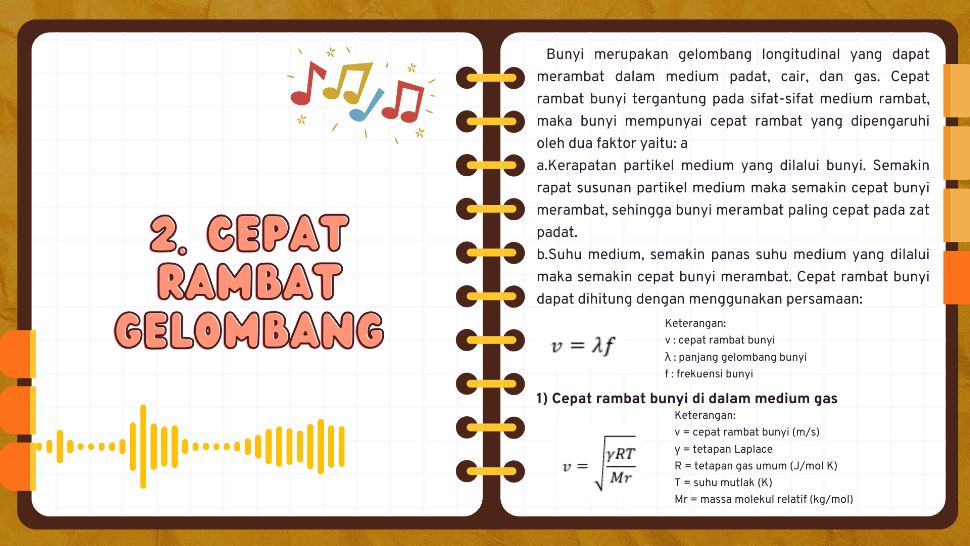 2. CEPAT
RAMBAT
GELOMBANG
Bunyi merupakan gelombang longitudinal yang dapat
merambat dalam medium padat, cair, dan gas. Cepat
rambat bunyi tergantung pada sifat-sifat medium rambat,
maka bunyi mempunyai cepat rambat yang dipengaruhi
oleh dua faktor yaitu: a
a.Kerapatan partikel medium yang dilalui bunyi. Semakin
rapat susunan partikel medium maka semakin cepat bunyi
merambat, sehingga bunyi merambat paling cepat pada zat
padat.
b.Suhu medium, semakin panas suhu medium yang dilalui
maka semakin cepat bunyi merambat. Cepat rambat bunyi
dapat dihitung dengan menggunakan persamaan:
v = λf
Keterangan:
v : cepat rambat bunyi
λ : panjang gelombang bunyi
f : frekuensi bunyi
1) Cepat rambat bunyi di dalam medium gas
v = √(γRT/Mr)
Keterangan:
v = cepat rambat bunyi (m/s)
y = tetapan Laplace
R = tetapan gas umum (J/mol K)
T = suhu mutlak (K)
Mr = massa molekul relatif (kg/mol)